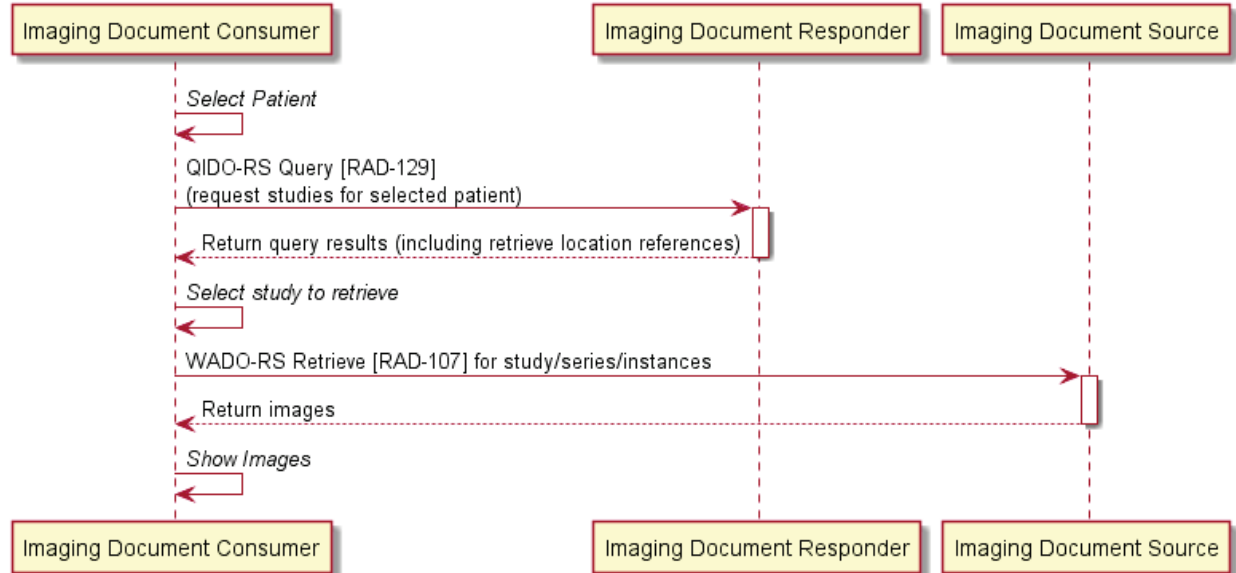 Imaging Document Consumer
Imaging Document Responder
Imaging Document Source
Select Patient
QIDO-RS Query [RAD-129]
(request studies for selected patient)
Return query results (including retrieve location references)
Select study to retrieve
WADO-RS Retrieve [RAD-107] for study/series/instances
Return images
Show Images
Imaging Document Consumer
Imaging Document Responder
Imaging Document Source